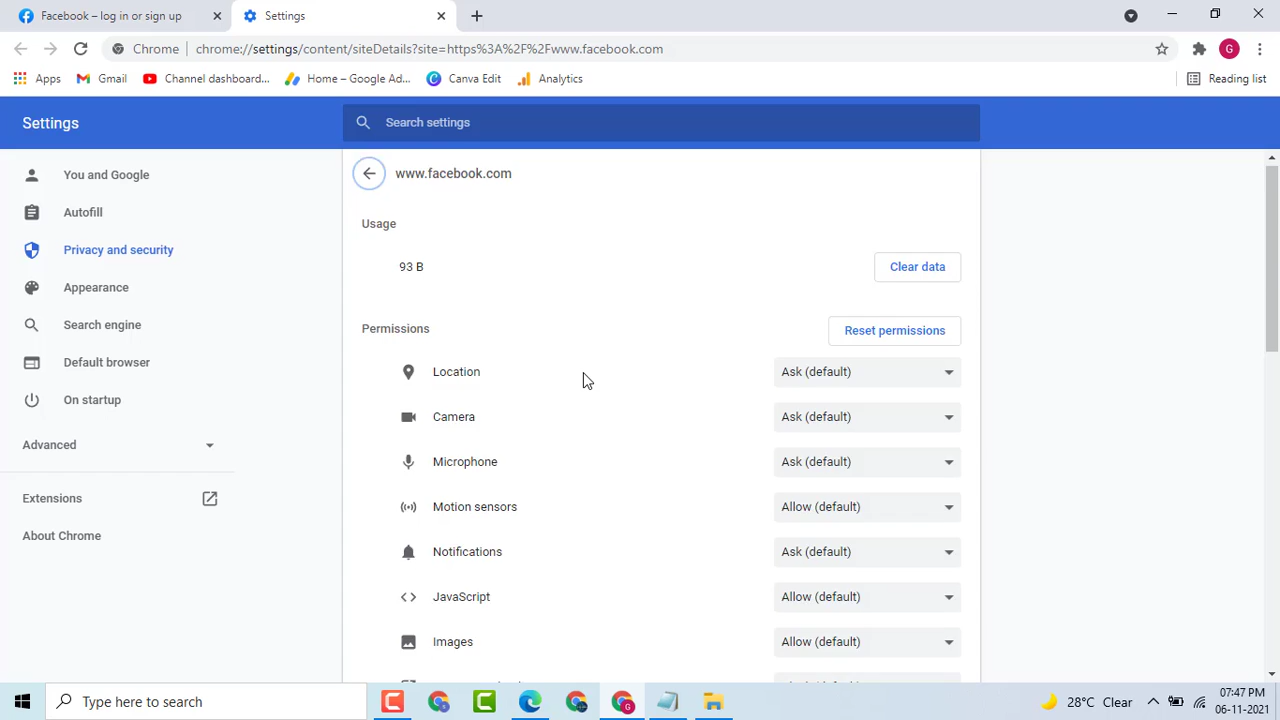 Facebook – log in or sign up
Settings
Chrome
chrome://settings/content/siteDetails?site=https%3A%2F%2Fwww.facebook.com
G
Apps
Gmail
Channel dashboard...
Home – Google Ad...
Canva Edit
Analytics
Reading list
Settings
Search settings
You and Google
Autofill
Privacy and security
Appearance
Search engine
Default browser
On startup
Advanced
Extensions
About Chrome
www.facebook.com
Usage
93 B
Clear data
Permissions
Reset permissions
Location
Ask (default)
Camera
Ask (default)
Microphone
Ask (default)
Motion sensors
Allow (default)
Notifications
Ask (default)
JavaScript
Allow (default)
Images
Allow (default)
Type here to search
28°C Clear
07:47 PM
06-11-2021